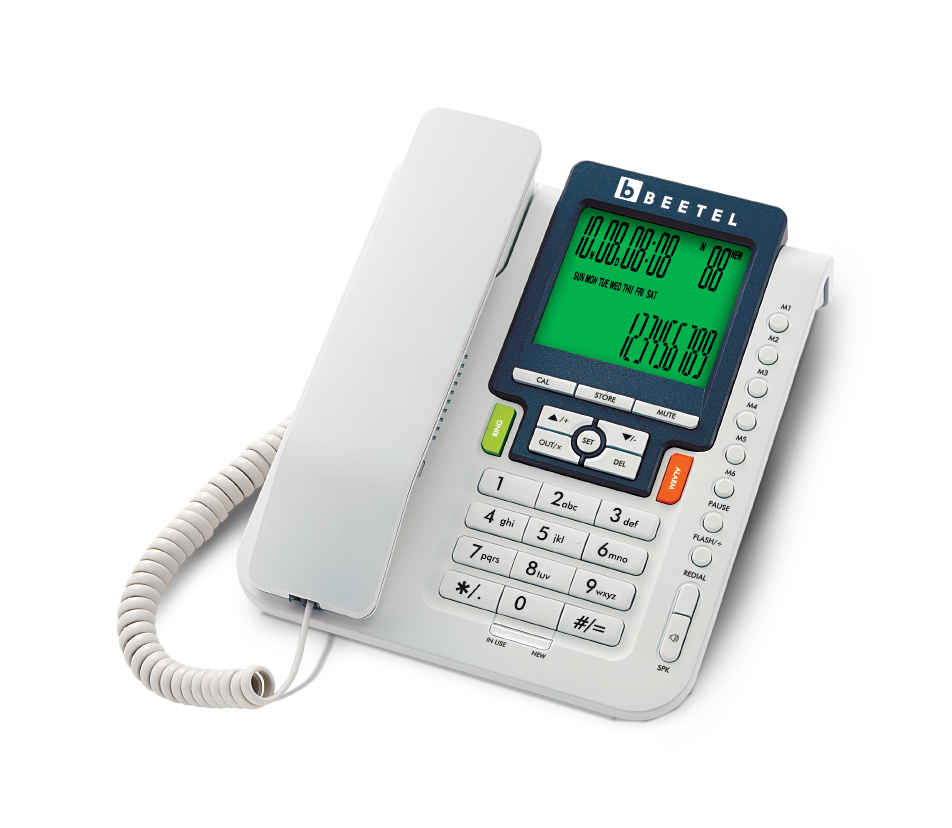 b BEETEL
10.08.08:08 IN 88 NEW
SUN MON TUE WED THU FRI SAT
123456789
CAL STORE MUTE
▲/+ ▼/-
RING SET
OUT/× DEL
ALARM
1 2abc 3def
4ghi 5jkl 6mno
7pqrs 8tuv 9wxyz
*/. 0 #/=
IN USE NEW
M1
M2
M3
M4
M5
M6
PAUSE
FLASH/+
REDIAL
SPK